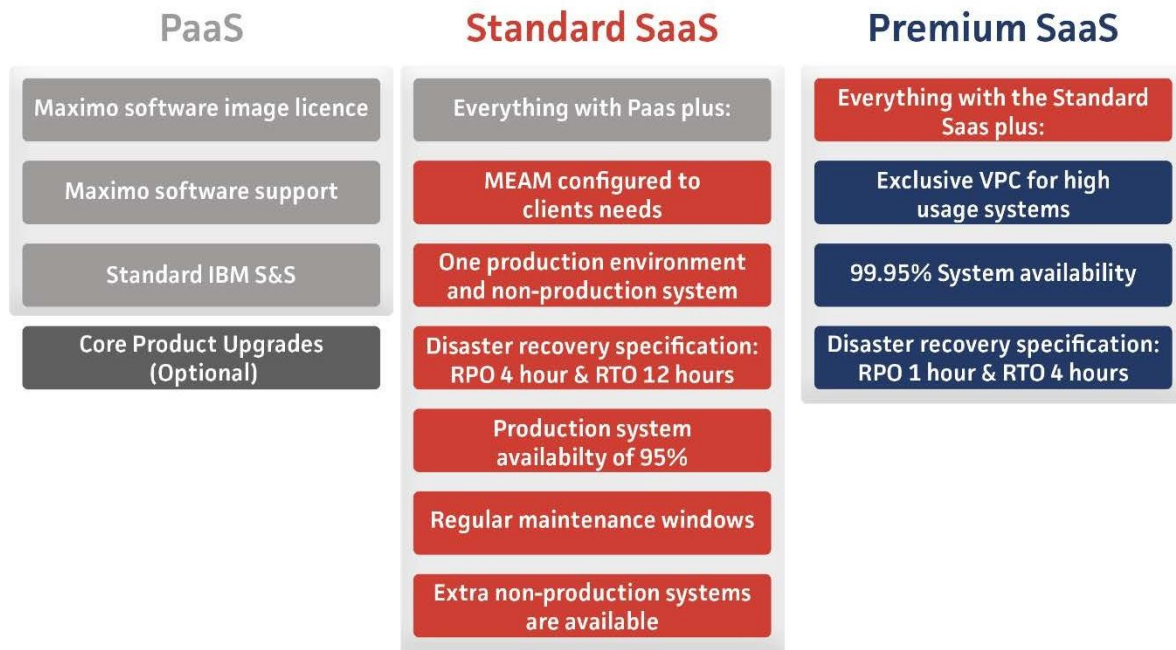 PaaS
Maximo software image licence
Maximo software support
Standard IBM S&S
Core Product Upgrades
(Optional)
Standard SaaS
Everything with Paas plus:
MEAM configured to
clients needs
One production environment
and non-production system
Disaster recovery specification:
RPO 4 hour & RTO 12 hours
Production system
availabilty of 95%
Regular maintenance windows
Extra non-production systems
are available
Premium SaaS
Everything with the Standard
Saas plus:
Exclusive VPC for high
usage systems
99.95% System availability
Disaster recovery specification:
RPO 1 hour & RTO 4 hours